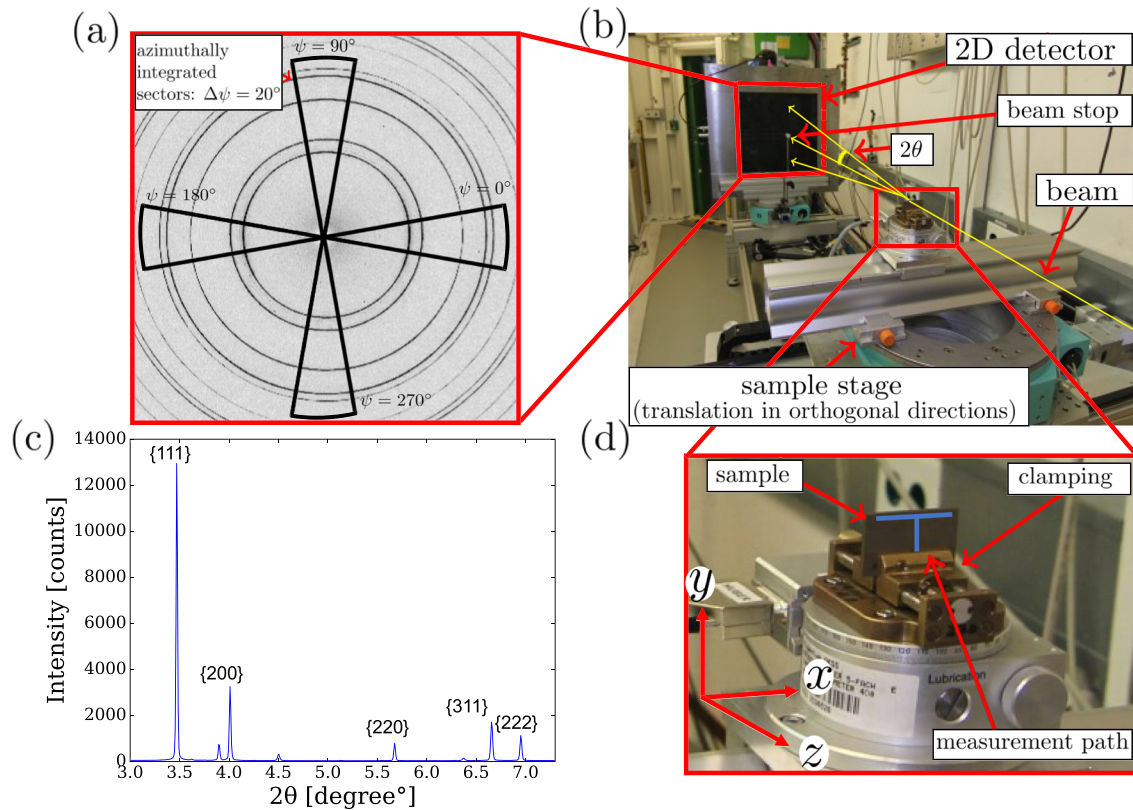 (a)
azimuthally
integrated
sectors: Δψ = 20°
ψ = 90°
ψ = 180°
ψ = 0°
ψ = 270°
(b)
2D detector
beam stop
2θ
beam
sample stage
(translation in orthogonal directions)
(c)
Intensity [counts]
14000
12000
10000
8000
6000
4000
2000
0
{111}
{200}
{220}
{311}
{222}
3.0 3.5 4.0 4.5 5.0 5.5 6.0 6.5 7.0
2θ [degree°]
(d)
sample
clamping
y
x
z
HUBER
Lubrication
measurement path